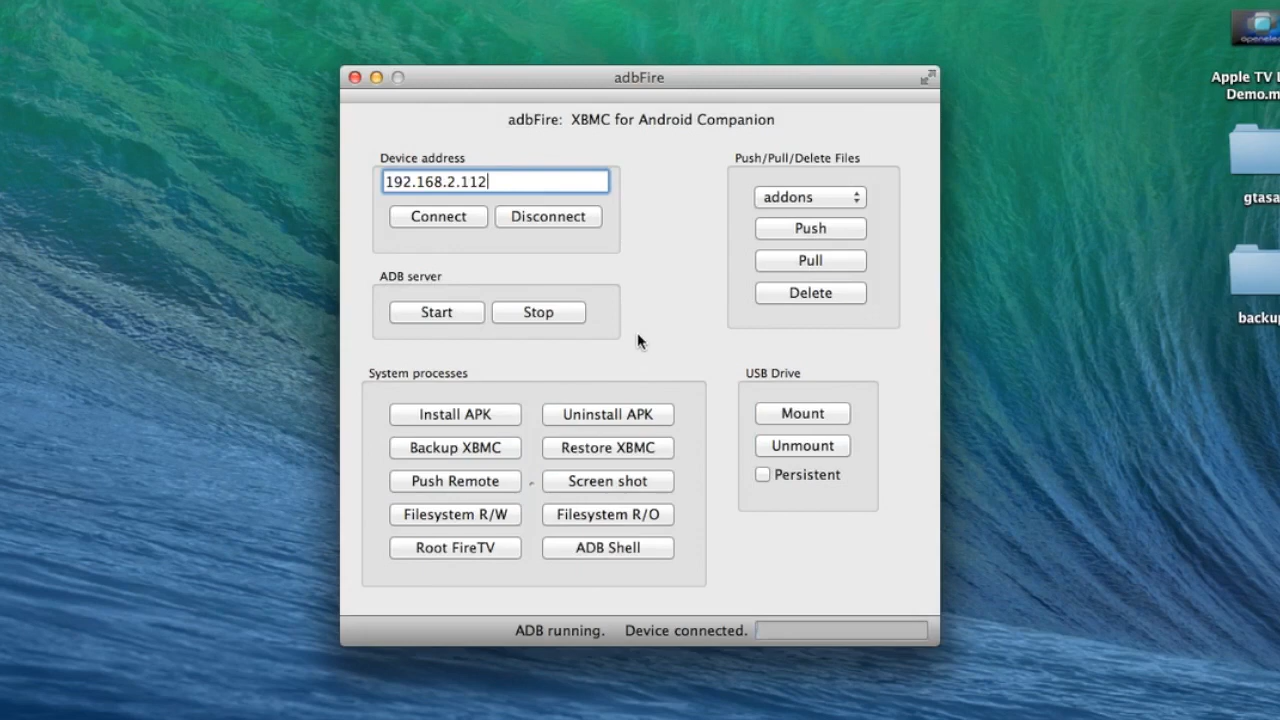 adbFire
adbFire: XBMC for Android Companion
Device address
192.168.2.112
Connect
Disconnect
ADB server
Start
Stop
Push/Pull/Delete Files
addons
Push
Pull
Delete
System processes
Install APK
Uninstall APK
Backup XBMC
Restore XBMC
Push Remote
Screen shot
Filesystem R/W
Filesystem R/O
Root FireTV
ADB Shell
USB Drive
Mount
Unmount
Persistent
ADB running.
Device connected.
Apple TV
Demo.m
gtasa
backup